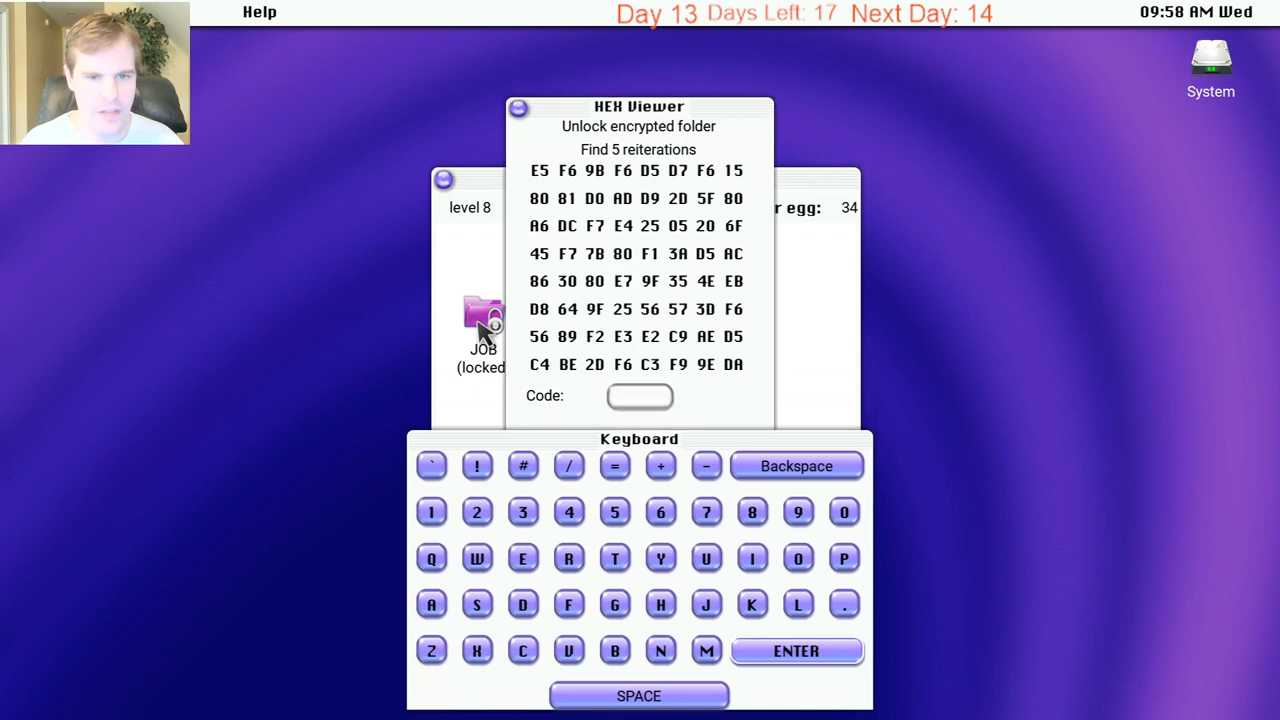 Help
Day 13 Days Left: 17 Next Day: 14
09:58 AM Wed
System
HEX Viewer
Unlock encrypted folder
Find 5 reiterations
E5 F6 9B F6 D5 D7 F6 15
80 81 D0 AD D9 2D 5F 80
A6 DC F7 E4 25 05 20 6F
45 F7 7B 80 F1 3A D5 AC
86 30 80 E7 9F 35 4E EB
D8 64 9F 25 56 57 3D F6
56 89 F2 E3 E2 C9 AE D5
C4 BE 2D F6 C3 F9 9E DA
Code:
level 8
r egg: 34
JOB
(locked
Keyboard
` ! # / = + - Backspace
1 2 3 4 5 6 7 8 9 0
Q W E R T Y U I O P
A S D F G H J K L .
Z X C V B N M ENTER
SPACE